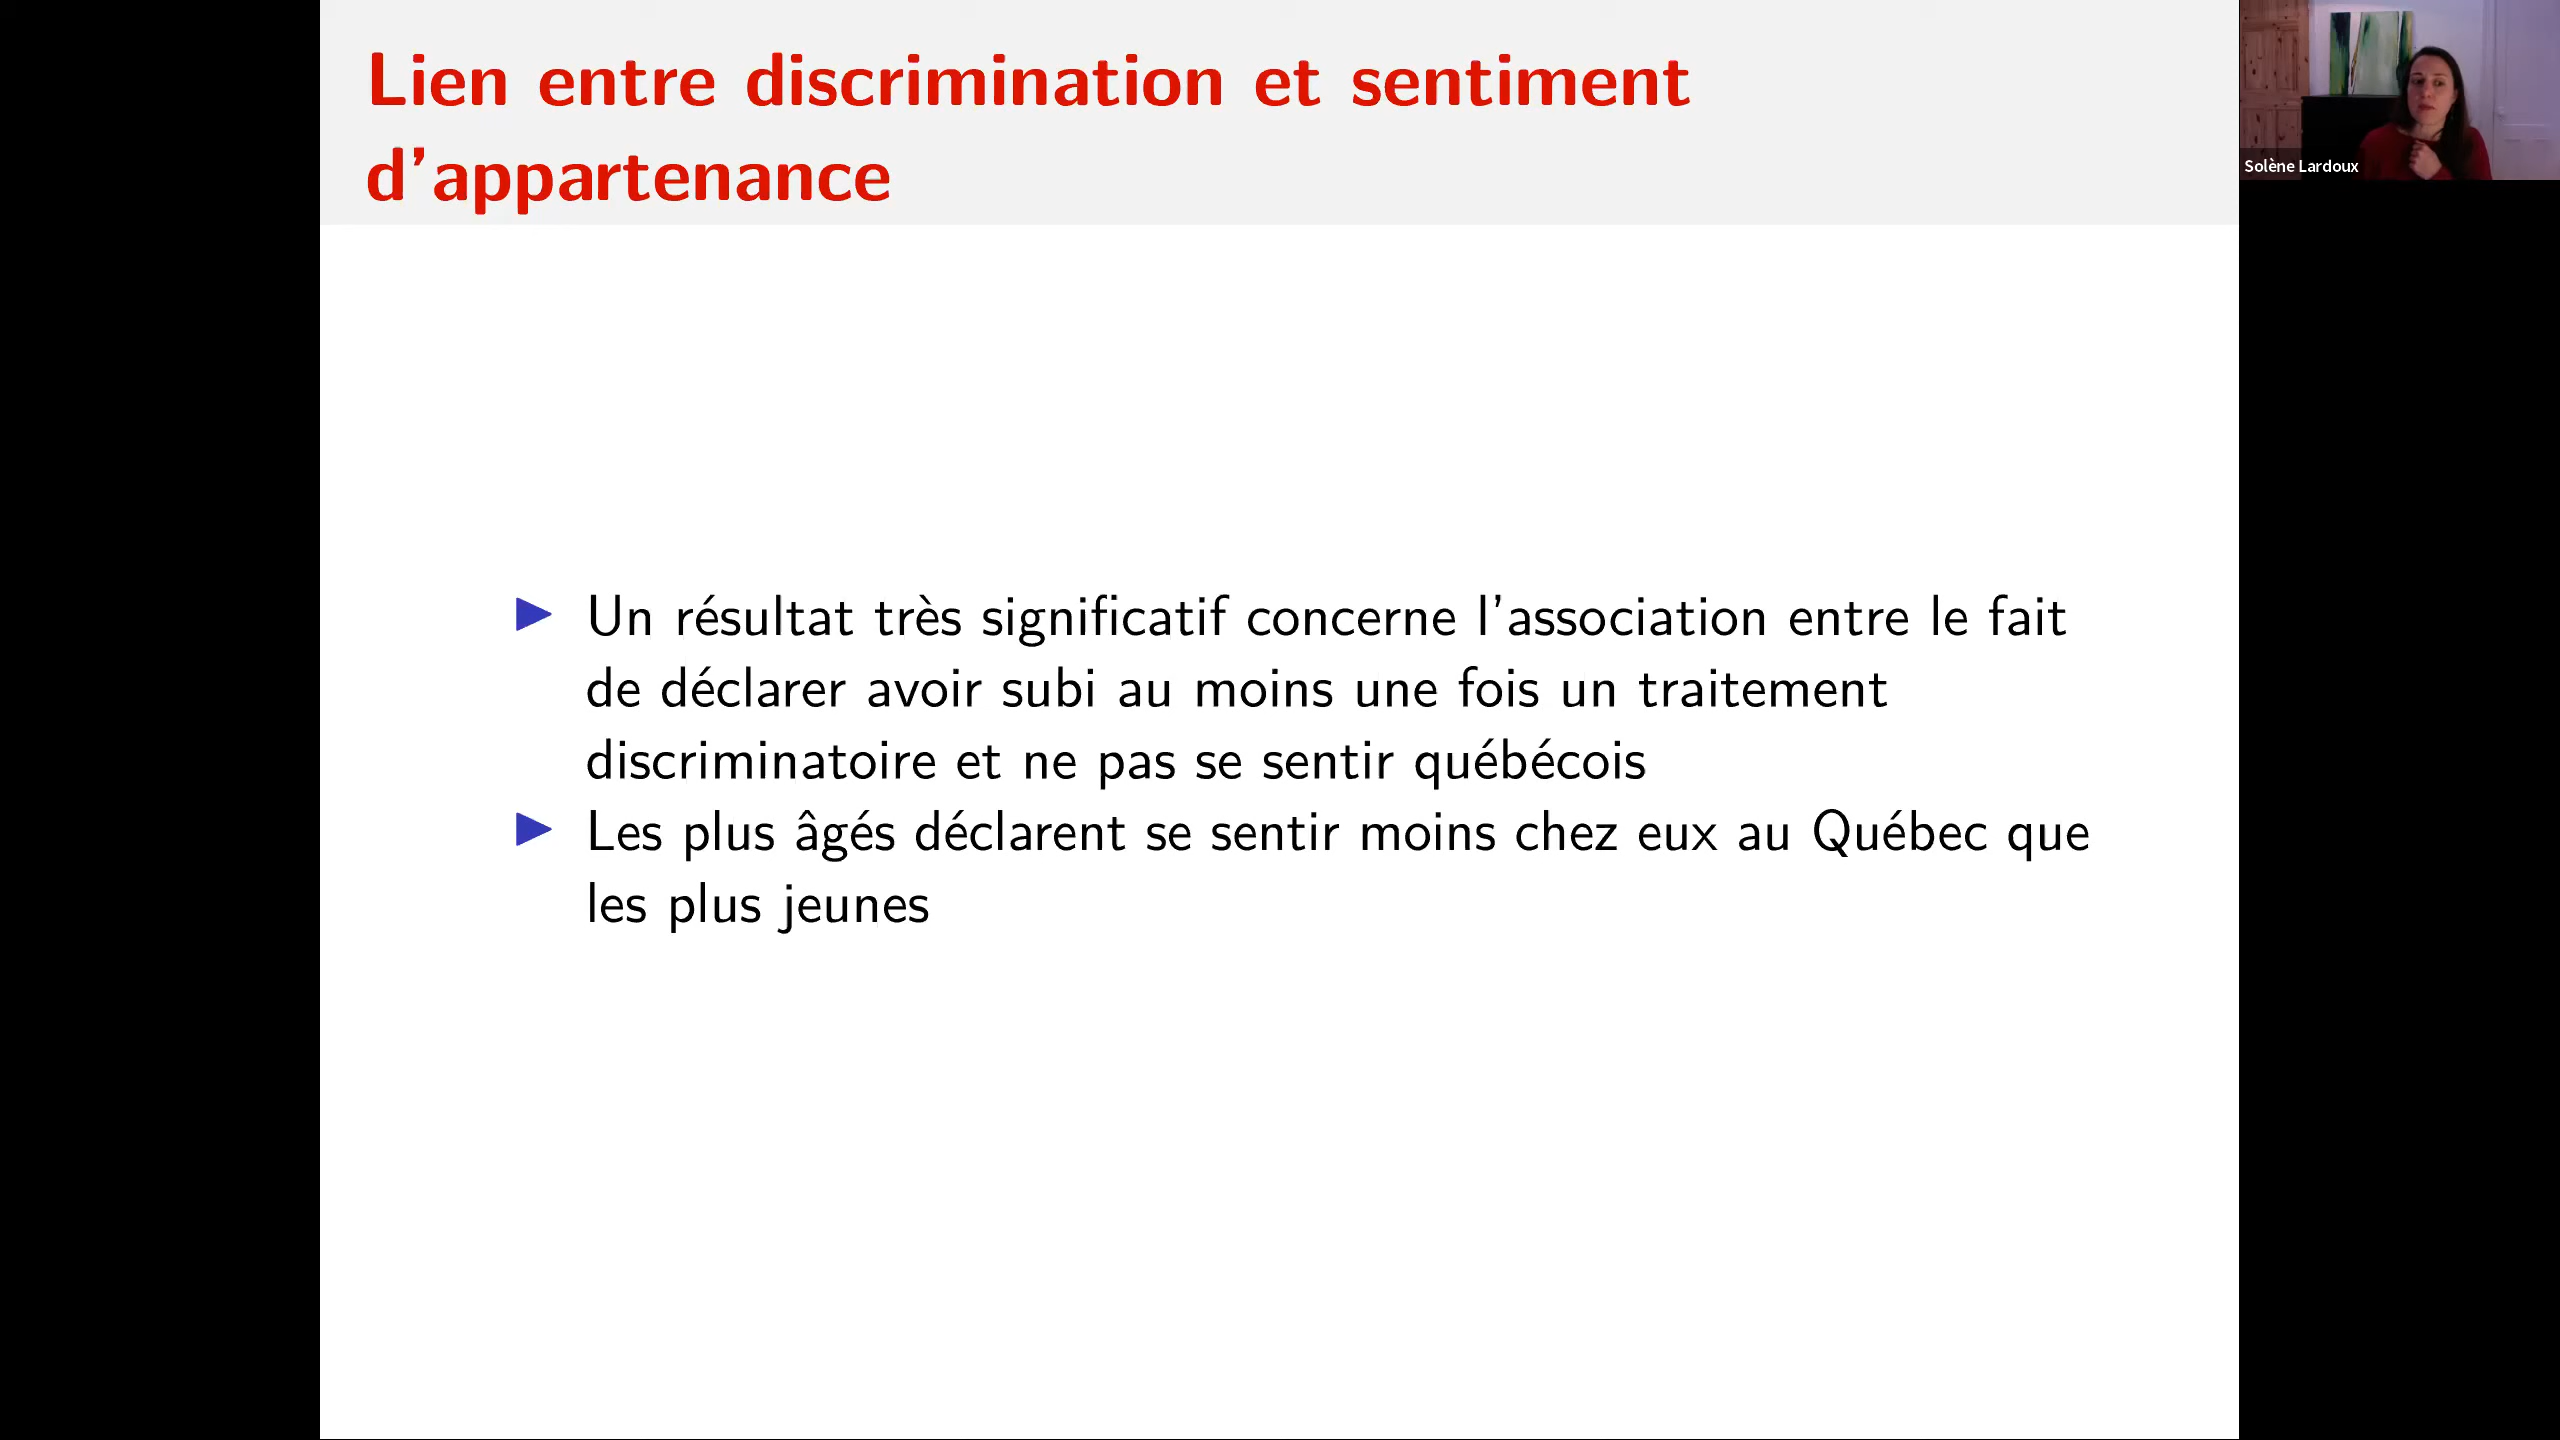 Lien entre discrimination et sentiment
d'appartenance
Solène Lardoux
Un résultat très significatif concerne l'association entre le fait
de déclarer avoir subi au moins une fois un traitement
discriminatoire et ne pas se sentir québécois
Les plus âgés déclarent se sentir moins chez eux au Québec que
les plus jeunes